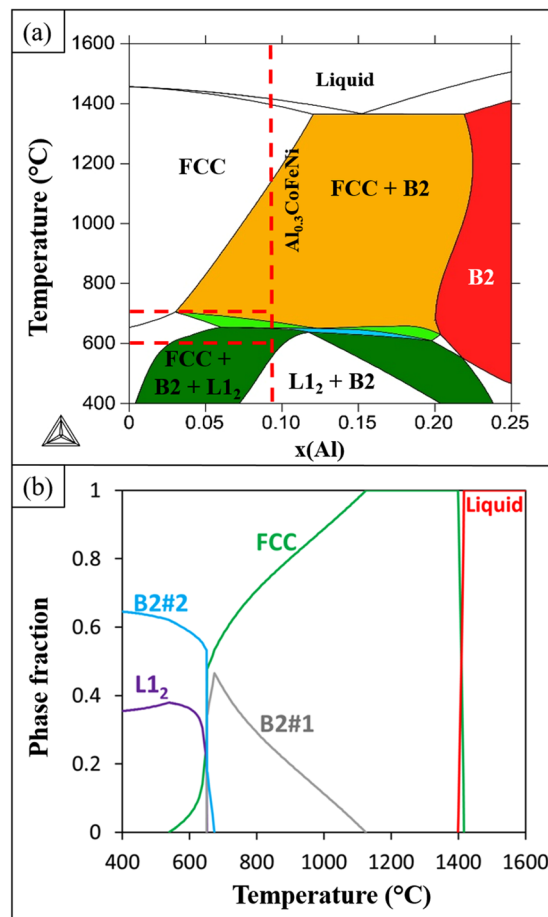 (a)
1600
1400
1200
1000
800
600
400
Temperature (°C)
Liquid
FCC
FCC + B2
Al₀.₃CoFeNi
B2
FCC +
B2 + L1₂
L1₂ + B2
0
0.05
0.10
0.15
0.20
0.25
x(Al)
(b)
1
0.8
0.6
0.4
0.2
0
Phase fraction
FCC
Liquid
B2#2
L1₂
B2#1
400
600
800
1000
1200
1400
1600
Temperature (°C)